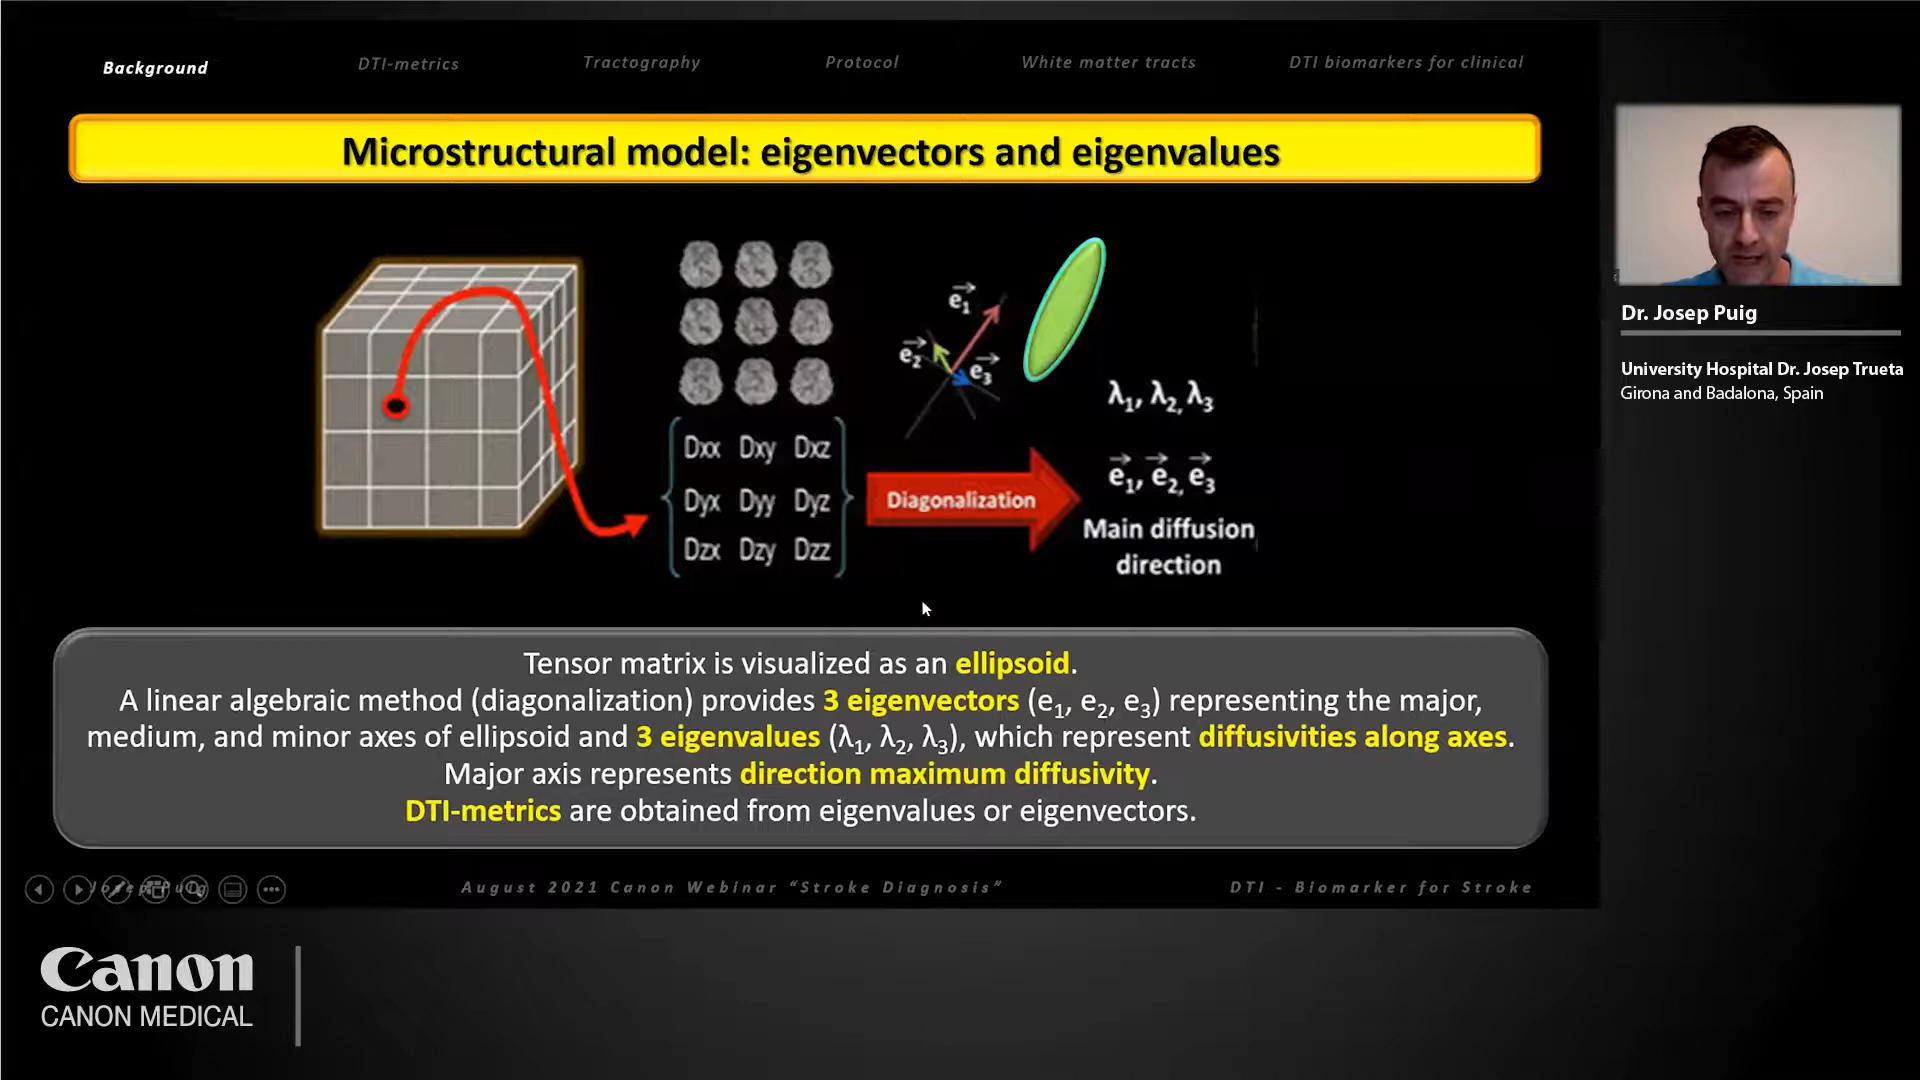 Background DTI-metrics Tractography Protocol White matter tracts DTI biomarkers for clinical
Microstructural model: eigenvectors and eigenvalues
e₁
e₂
e₃
λ₁, λ₂, λ₃
Dxx Dxy Dxz
Dyx Dyy Dyz
Dzx Dzy Dzz
Diagonalization
e₁, e₂, e₃
Main diffusion
direction
Tensor matrix is visualized as an ellipsoid.
A linear algebraic method (diagonalization) provides 3 eigenvectors (e₁, e₂, e₃) representing the major,
medium, and minor axes of ellipsoid and 3 eigenvalues (λ₁, λ₂, λ₃), which represent diffusivities along axes.
Major axis represents direction maximum diffusivity.
DTI-metrics are obtained from eigenvalues or eigenvectors.
Josep Puig August 2021 Canon Webinar “Stroke Diagnosis” DTI - Biomarker for Stroke
Dr. Josep Puig
University Hospital Dr. Josep Trueta
Girona and Badalona, Spain
Canon
CANON MEDICAL